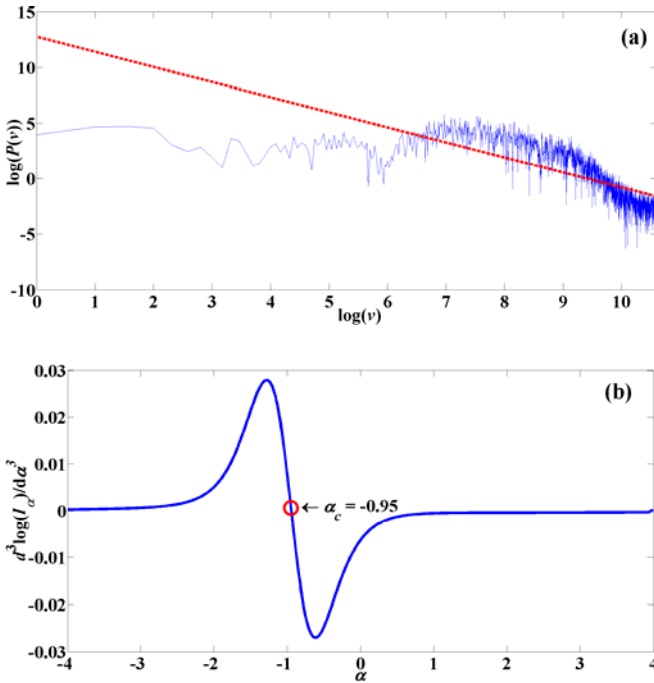 15
(a)
10
5
0
-5
-10
log(P(v))
0 1 2 3 4 5 6 7 8 9 10
log(v)
0.03
(b)
0.02
0.01
0
-0.01
-0.02
-0.03
d³log(I_α)/dα³
← α_c = -0.95
-4 -3 -2 -1 0 1 2 3 4
α